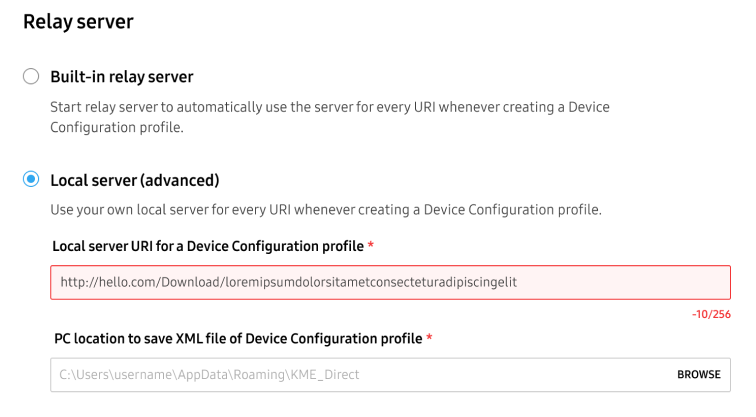 Relay server
Built-in relay server
Start relay server to automatically use the server for every URI whenever creating a Device
Configuration profile.
Local server (advanced)
Use your own local server for every URI whenever creating a Device Configuration profile.
Local server URI for a Device Configuration profile *
http://hello.com/Download/loremipsumdolorsitametconsecteturadipiscingelit
-10/256
PC location to save XML file of Device Configuration profile *
C:\Users\username\AppData\Roaming\KME_Direct BROWSE